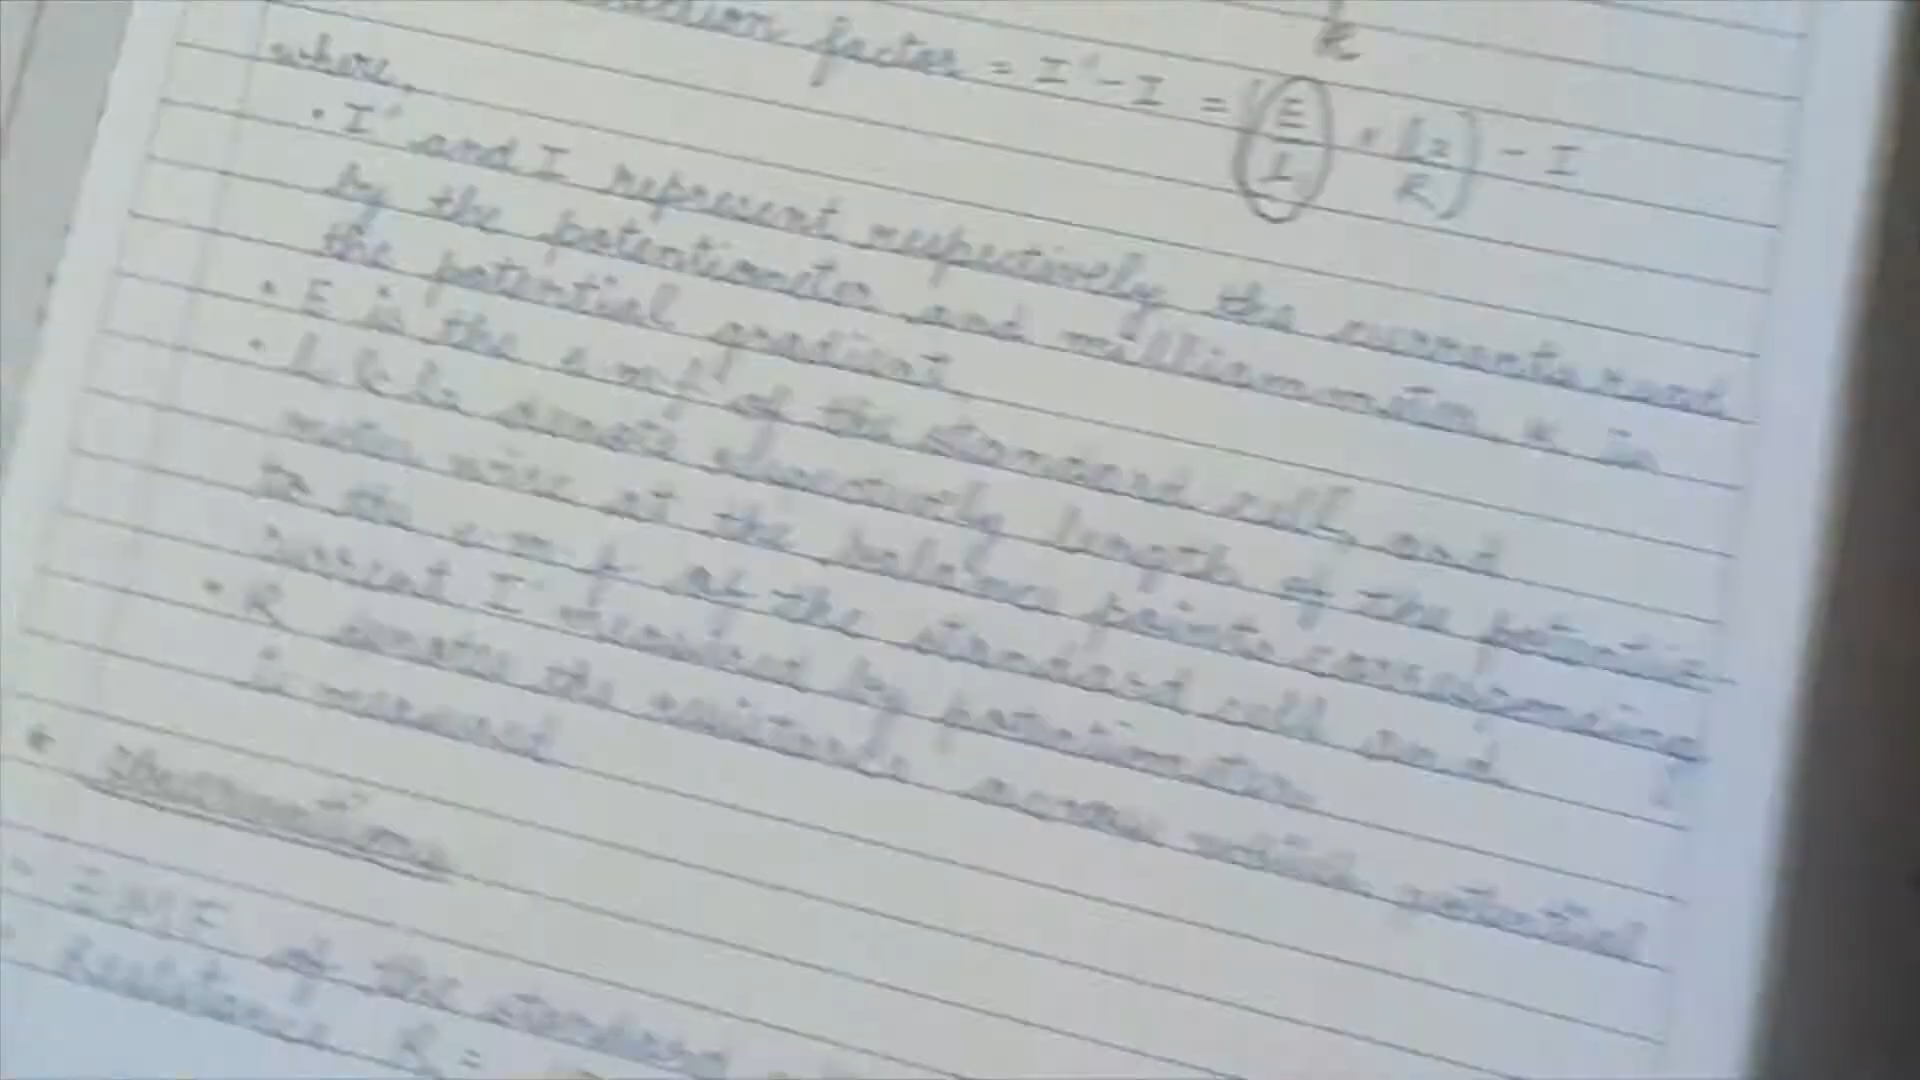 k
factor = I' - I = (E/L * l2/R) - I
where,
• I' and I represent respectively the currents read
by the potentiometer and milliammeter K is
the potential gradient
• E is the e m f of the standard cell, and
• L & l2 denote length of the potentio-
meter wire at the balance points corresponding
to the e. m. f of the standard cell and
current I' measured by potentiometer
• R denotes the resistance across which potential
is measured
* Observations
• EMF of the standard
• Resistance R =